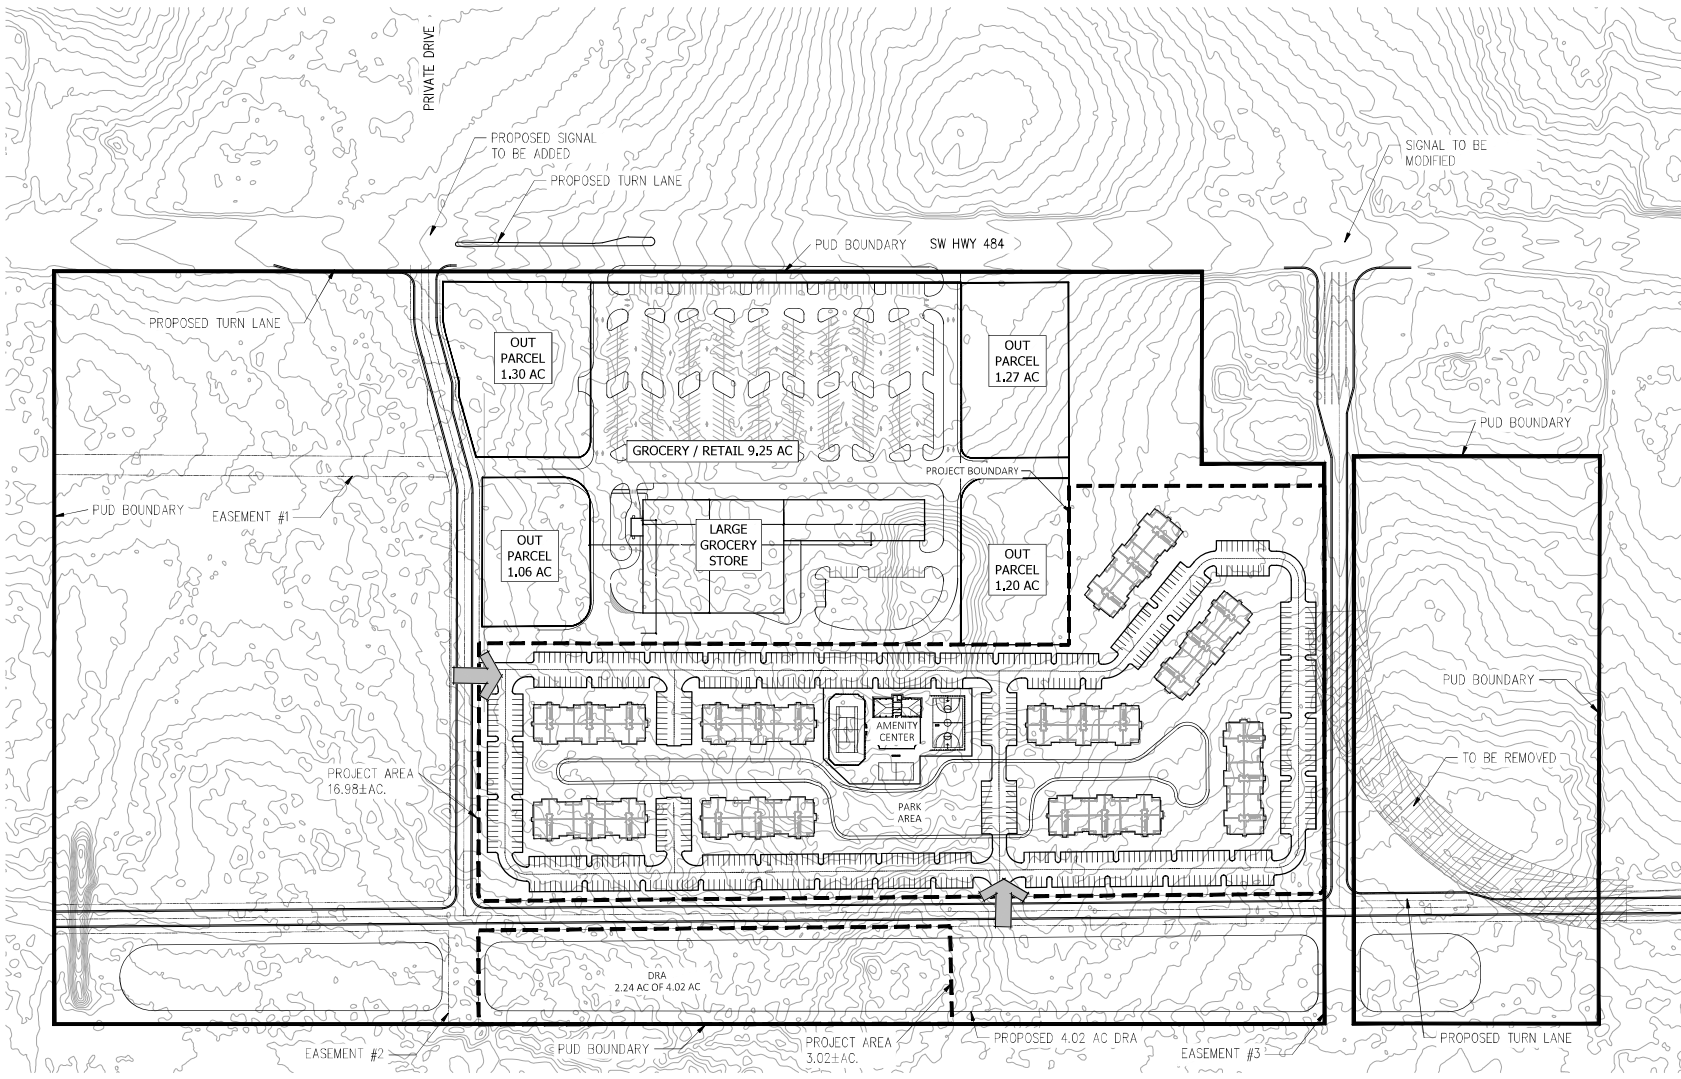 PRIVATE DRIVE
PROPOSED SIGNAL
TO BE ADDED
PROPOSED TURN LANE
SIGNAL TO BE
MODIFIED
PUD BOUNDARY
SW HWY 484
PROPOSED TURN LANE
OUT
PARCEL
1.30 AC
OUT
PARCEL
1.27 AC
PUD BOUNDARY
GROCERY / RETAIL 9.25 AC
PROJECT BOUNDARY
PUD BOUNDARY
EASEMENT #1
OUT
PARCEL
1.06 AC
LARGE
GROCERY
STORE
OUT
PARCEL
1.20 AC
PUD BOUNDARY
AMENITY
CENTER
TO BE REMOVED
PROJECT AREA
16.98±AC.
PARK
AREA
DRA
2.24 AC OF 4.02 AC
EASEMENT #2
PUD BOUNDARY
PROJECT AREA
3.02±AC.
PROPOSED 4.02 AC DRA
EASEMENT #3
PROPOSED TURN LANE